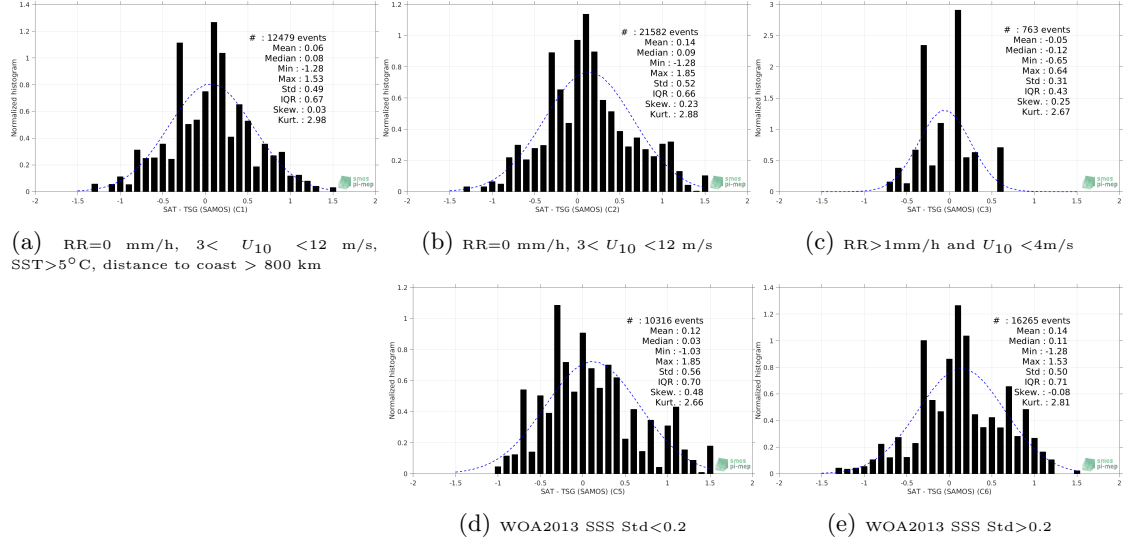 1.4
1.2
1
0.8
0.6
0.4
0.2
0
-2
-1.5
-1
-0.5
0
0.5
1
1.5
2
Normalized histogram
SAT - TSG (SAMOS) (C1)
# : 12479 events
Mean : 0.06
Median : 0.08
Min : -1.28
Max : 1.53
Std : 0.49
IQR : 0.67
Skew. : 0.03
Kurt. : 2.98
smos
pi-mep
(a) RR=0 mm/h, 3< U10 <12 m/s,
SST>5°C, distance to coast > 800 km
1.2
1
0.8
0.6
0.4
0.2
0
-2
-1.5
-1
-0.5
0
0.5
1
1.5
2
Normalized histogram
SAT - TSG (SAMOS) (C2)
# : 21582 events
Mean : 0.14
Median : 0.09
Min : -1.28
Max : 1.85
Std : 0.52
IQR : 0.66
Skew. : 0.23
Kurt. : 2.88
smos
pi-mep
(b) RR=0 mm/h, 3< U10 <12 m/s
3
2.5
2
1.5
1
0.5
0
-2
-1.5
-1
-0.5
0
0.5
1
1.5
2
Normalized histogram
SAT - TSG (SAMOS) (C3)
# : 763 events
Mean : -0.05
Median : -0.12
Min : -0.65
Max : 0.64
Std : 0.31
IQR : 0.43
Skew. : 0.25
Kurt. : 2.67
smos
pi-mep
(c) RR>1mm/h and U10 <4m/s
1.2
1
0.8
0.6
0.4
0.2
0
-2
-1.5
-1
-0.5
0
0.5
1
1.5
2
Normalized histogram
SAT - TSG (SAMOS) (C5)
# : 10316 events
Mean : 0.12
Median : 0.03
Min : -1.03
Max : 1.85
Std : 0.56
IQR : 0.70
Skew. : 0.48
Kurt. : 2.66
smos
pi-mep
(d) WOA2013 SSS Std<0.2
1.4
1.2
1
0.8
0.6
0.4
0.2
0
-2
-1.5
-1
-0.5
0
0.5
1
1.5
2
Normalized histogram
SAT - TSG (SAMOS) (C6)
# : 16265 events
Mean : 0.14
Median : 0.11
Min : -1.28
Max : 1.53
Std : 0.50
IQR : 0.71
Skew. : -0.08
Kurt. : 2.81
smos
pi-mep
(e) WOA2013 SSS Std>0.2